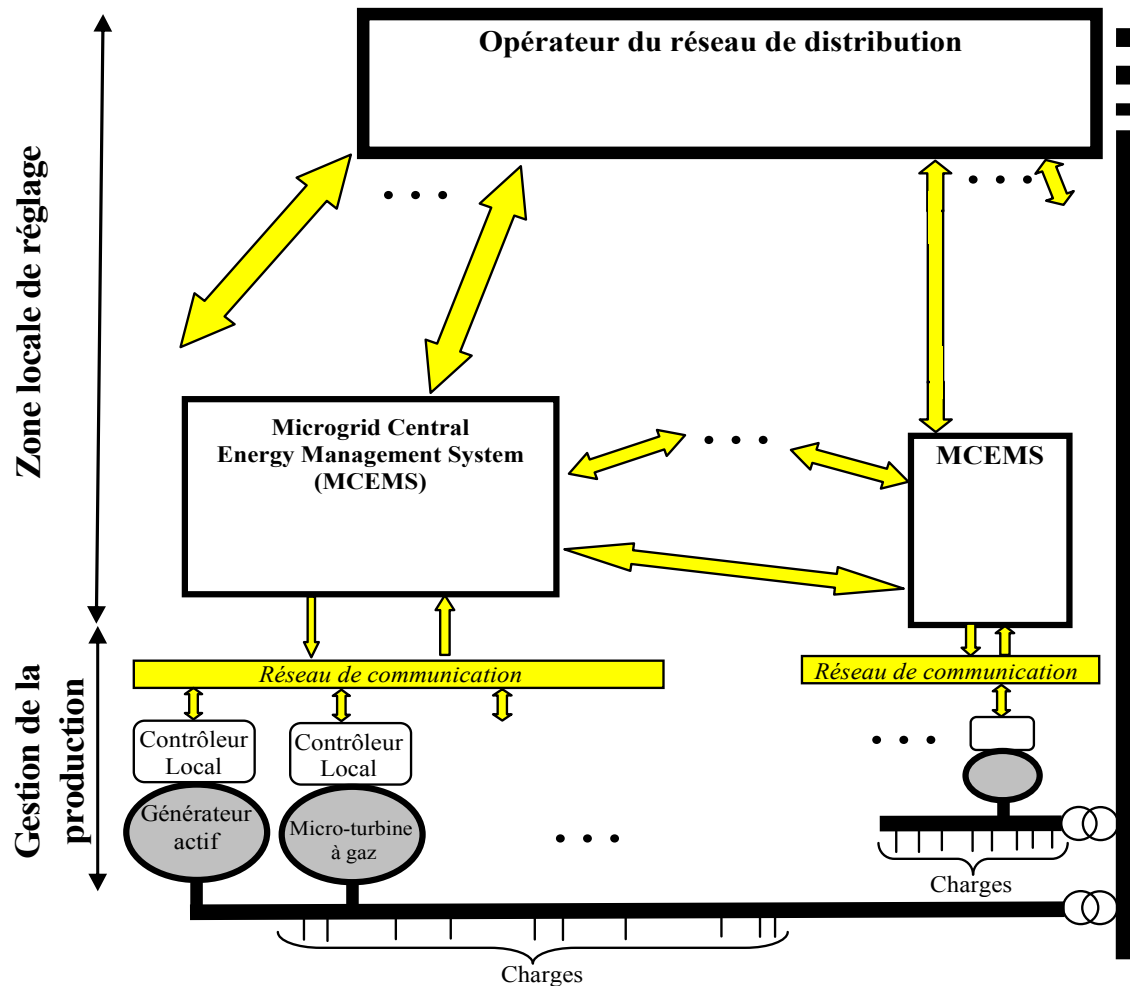 Opérateur du réseau de distribution
Zone locale de réglage
Microgrid Central
Energy Management System
(MCEMS)
MCEMS
Réseau de communication
Réseau de communication
Gestion de la
production
Contrôleur
Local
Contrôleur
Local
Générateur
actif
Micro-turbine
à gaz
Charges
Charges